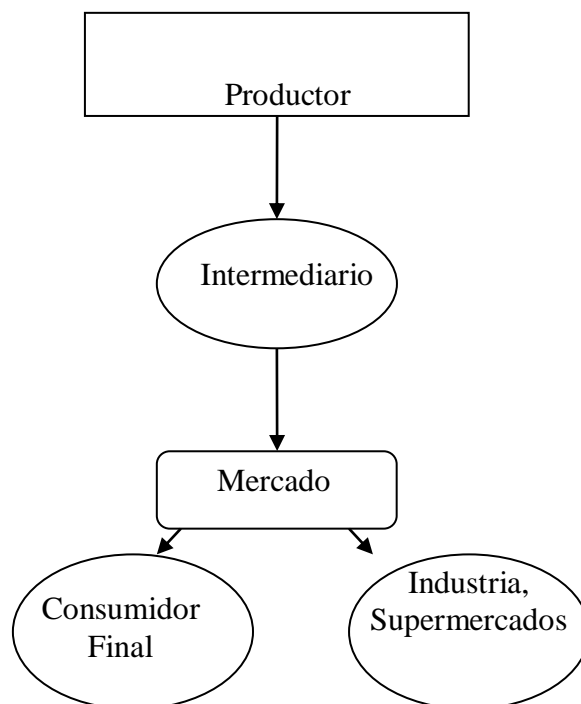 Productor
Intermediario
Mercado
Consumidor
Final
Industria,
Supermercados